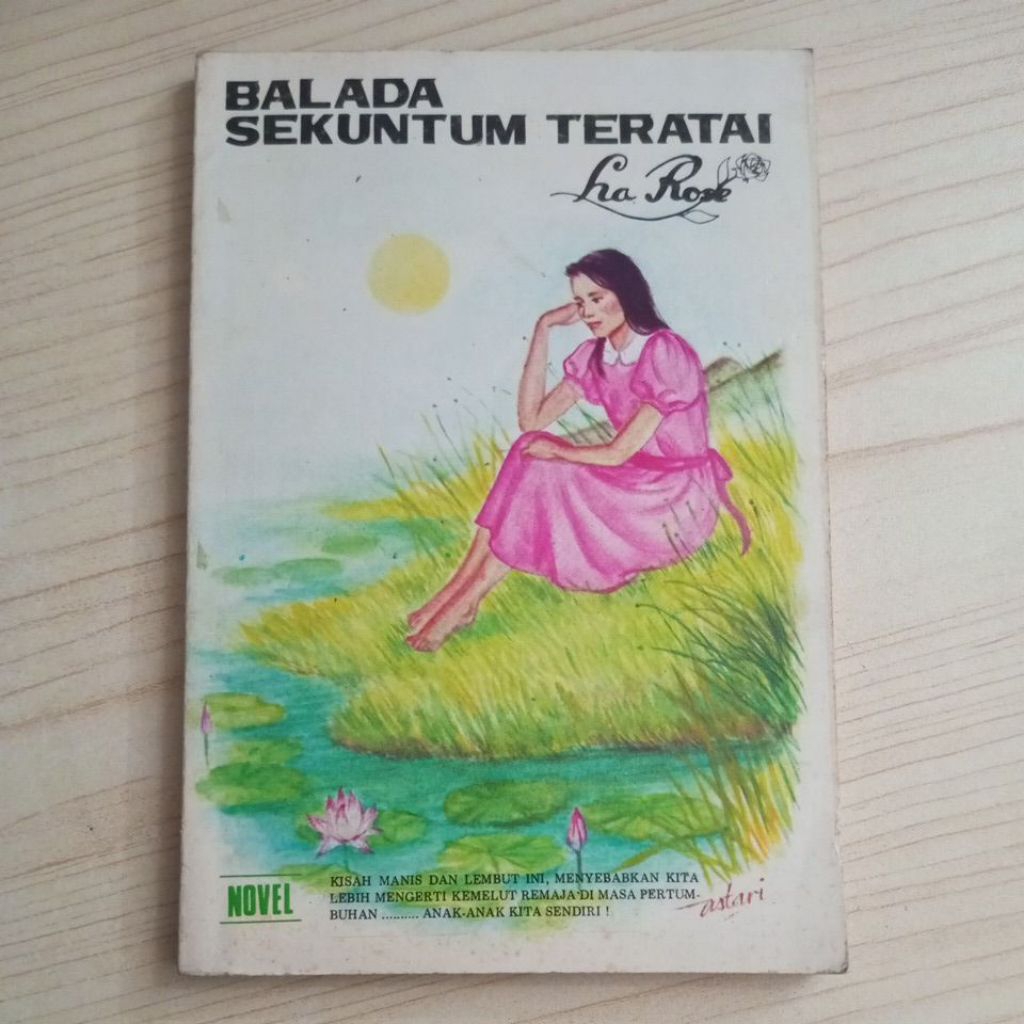 BALADA
SEKUNTUM TERATAI
La Rose
NOVEL
KISAH MANIS DAN LEMBUT INI, MENYEBABKAN KITA
LEBIH MENGERTI KEMELUT REMAJA DI MASA PERTUM-
BUHAN .......... ANAK-ANAK KITA SENDIRI !
astari